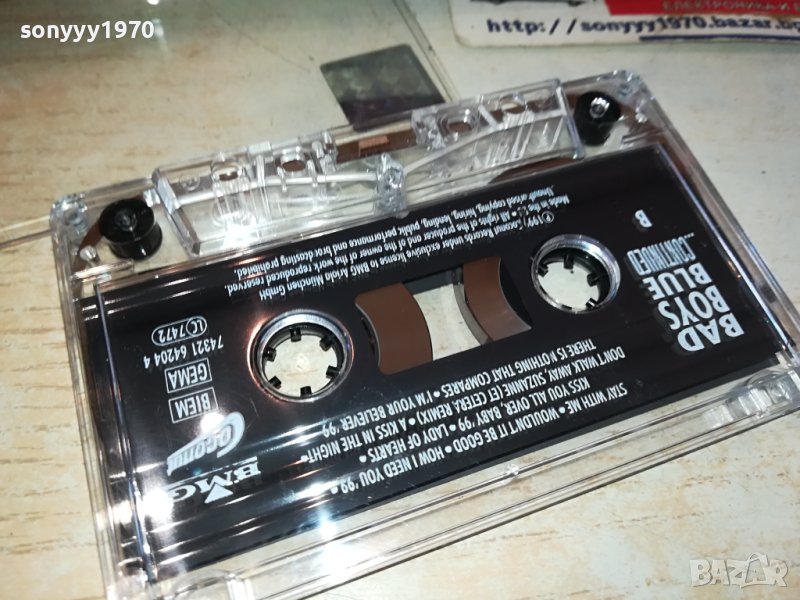 sonyyy1970
http://sonyyy1970.bazar.bg
BAD
BOYS
BLUE
...CONTINUED
B
STAY WITH ME • WOULDN'T IT BE GOOD • HOW I NEED YOU '99 •
KISS YOU ALL OVER, BABY '99 • LADY OF HEARTS •
DON'T WALK AWAY, SUZANNE (ET CETERA REMIX) • A KISS IN THE NIGHT •
THERE IS NOTHING THAT COMPARES • I'M YOUR BELIEVER '99
Coconut Records under exclusive license to BMG Ariola München GmbH
All rights of the producer and of the owner of the work reproduced reserved.
Unauthorized copying, hiring, lending, public performance and broadcasting prohibited.
Made in the
LC 7472
74321 64204 4
GEMA
BIEM
Coconut
BMG
BAZAR